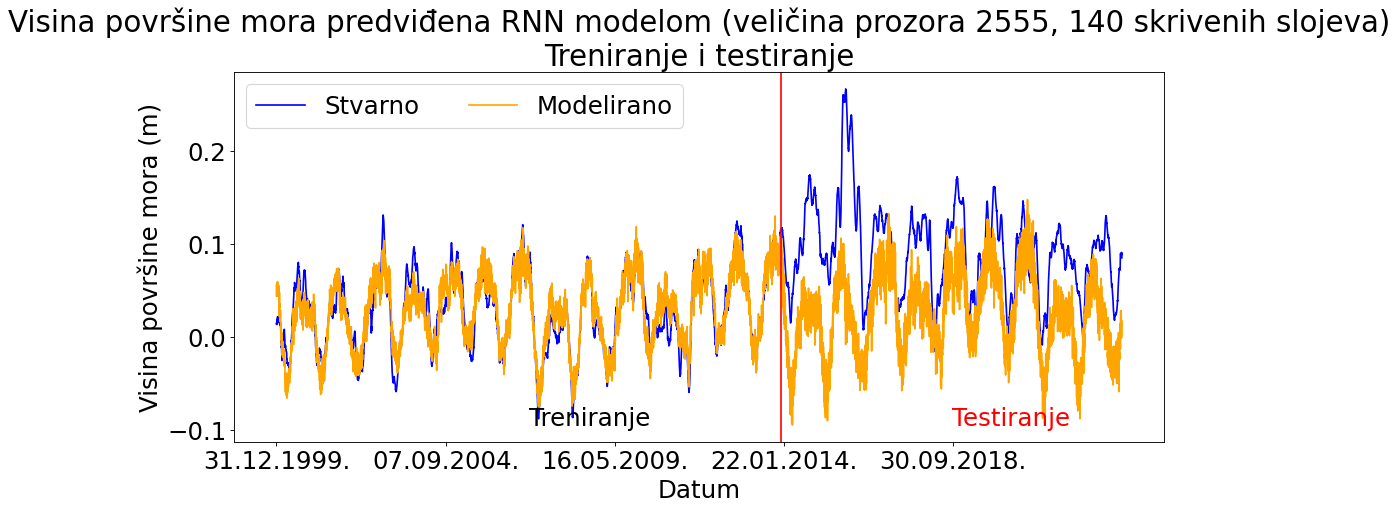 Visina površine mora predviđena RNN modelom (veličina prozora 2555, 140 skrivenih slojeva)
Treniranje i testiranje
Stvarno
Modelirano
Visina površine mora (m)
0.2
0.1
0.0
−0.1
Treniranje
Testiranje
31.12.1999.
07.09.2004.
16.05.2009.
22.01.2014.
30.09.2018.
Datum